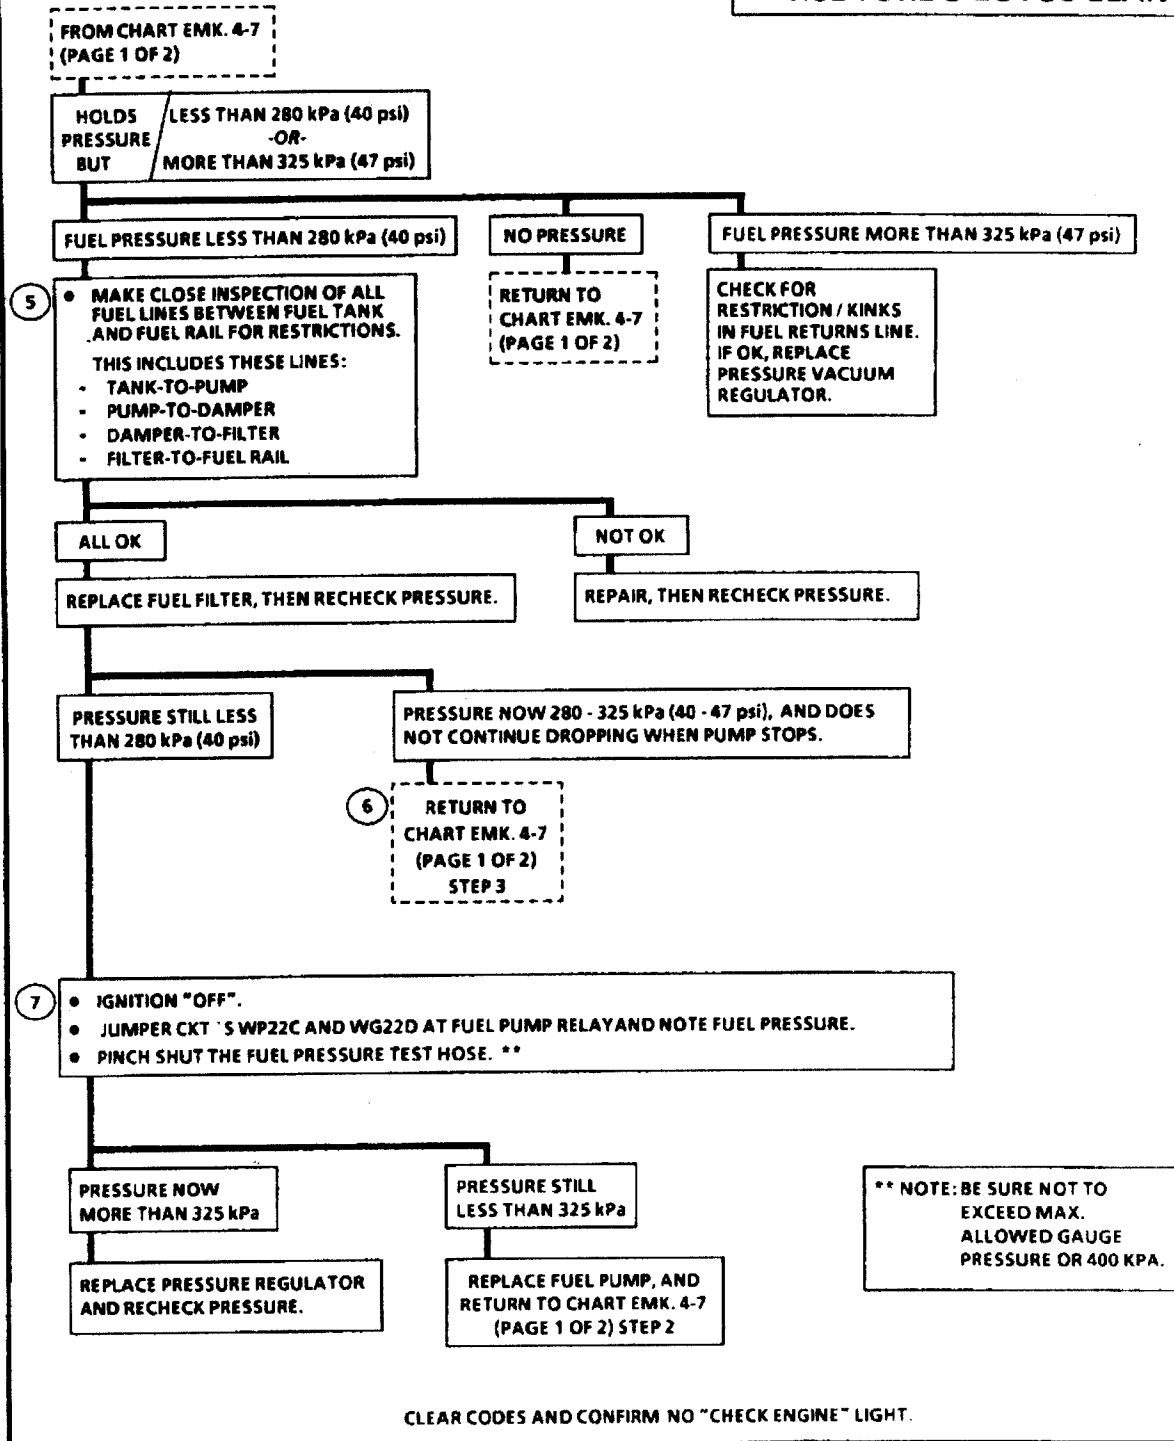 FROM CHART EMK. 4-7
(PAGE 1 OF 2)
HOLDS
PRESSURE
BUT
LESS THAN 280 kPa (40 psi)
-OR-
MORE THAN 325 kPa (47 psi)
FUEL PRESSURE LESS THAN 280 kPa (40 psi)
NO PRESSURE
FUEL PRESSURE MORE THAN 325 kPa (47 psi)
5
• MAKE CLOSE INSPECTION OF ALL
FUEL LINES BETWEEN FUEL TANK
AND FUEL RAIL FOR RESTRICTIONS.
THIS INCLUDES THESE LINES:
- TANK-TO-PUMP
- PUMP-TO-DAMPER
- DAMPER-TO-FILTER
- FILTER-TO-FUEL RAIL
RETURN TO
CHART EMK. 4-7
(PAGE 1 OF 2)
CHECK FOR
RESTRICTION / KINKS
IN FUEL RETURNS LINE.
IF OK, REPLACE
PRESSURE VACUUM
REGULATOR.
ALL OK
NOT OK
REPLACE FUEL FILTER, THEN RECHECK PRESSURE.
REPAIR, THEN RECHECK PRESSURE.
PRESSURE STILL LESS
THAN 280 kPa (40 psi)
PRESSURE NOW 280 - 325 kPa (40 - 47 psi), AND DOES
NOT CONTINUE DROPPING WHEN PUMP STOPS.
6
RETURN TO
CHART EMK. 4-7
(PAGE 1 OF 2)
STEP 3
7
• IGNITION "OFF".
• JUMPER CKT 'S WP22C AND WG22D AT FUEL PUMP RELAY AND NOTE FUEL PRESSURE.
• PINCH SHUT THE FUEL PRESSURE TEST HOSE. **
PRESSURE NOW
MORE THAN 325 kPa
PRESSURE STILL
LESS THAN 325 kPa
REPLACE PRESSURE REGULATOR
AND RECHECK PRESSURE.
REPLACE FUEL PUMP, AND
RETURN TO CHART EMK. 4-7
(PAGE 1 OF 2) STEP 2
** NOTE: BE SURE NOT TO
EXCEED MAX.
ALLOWED GAUGE
PRESSURE OR 400 KPA.
CLEAR CODES AND CONFIRM NO "CHECK ENGINE" LIGHT.